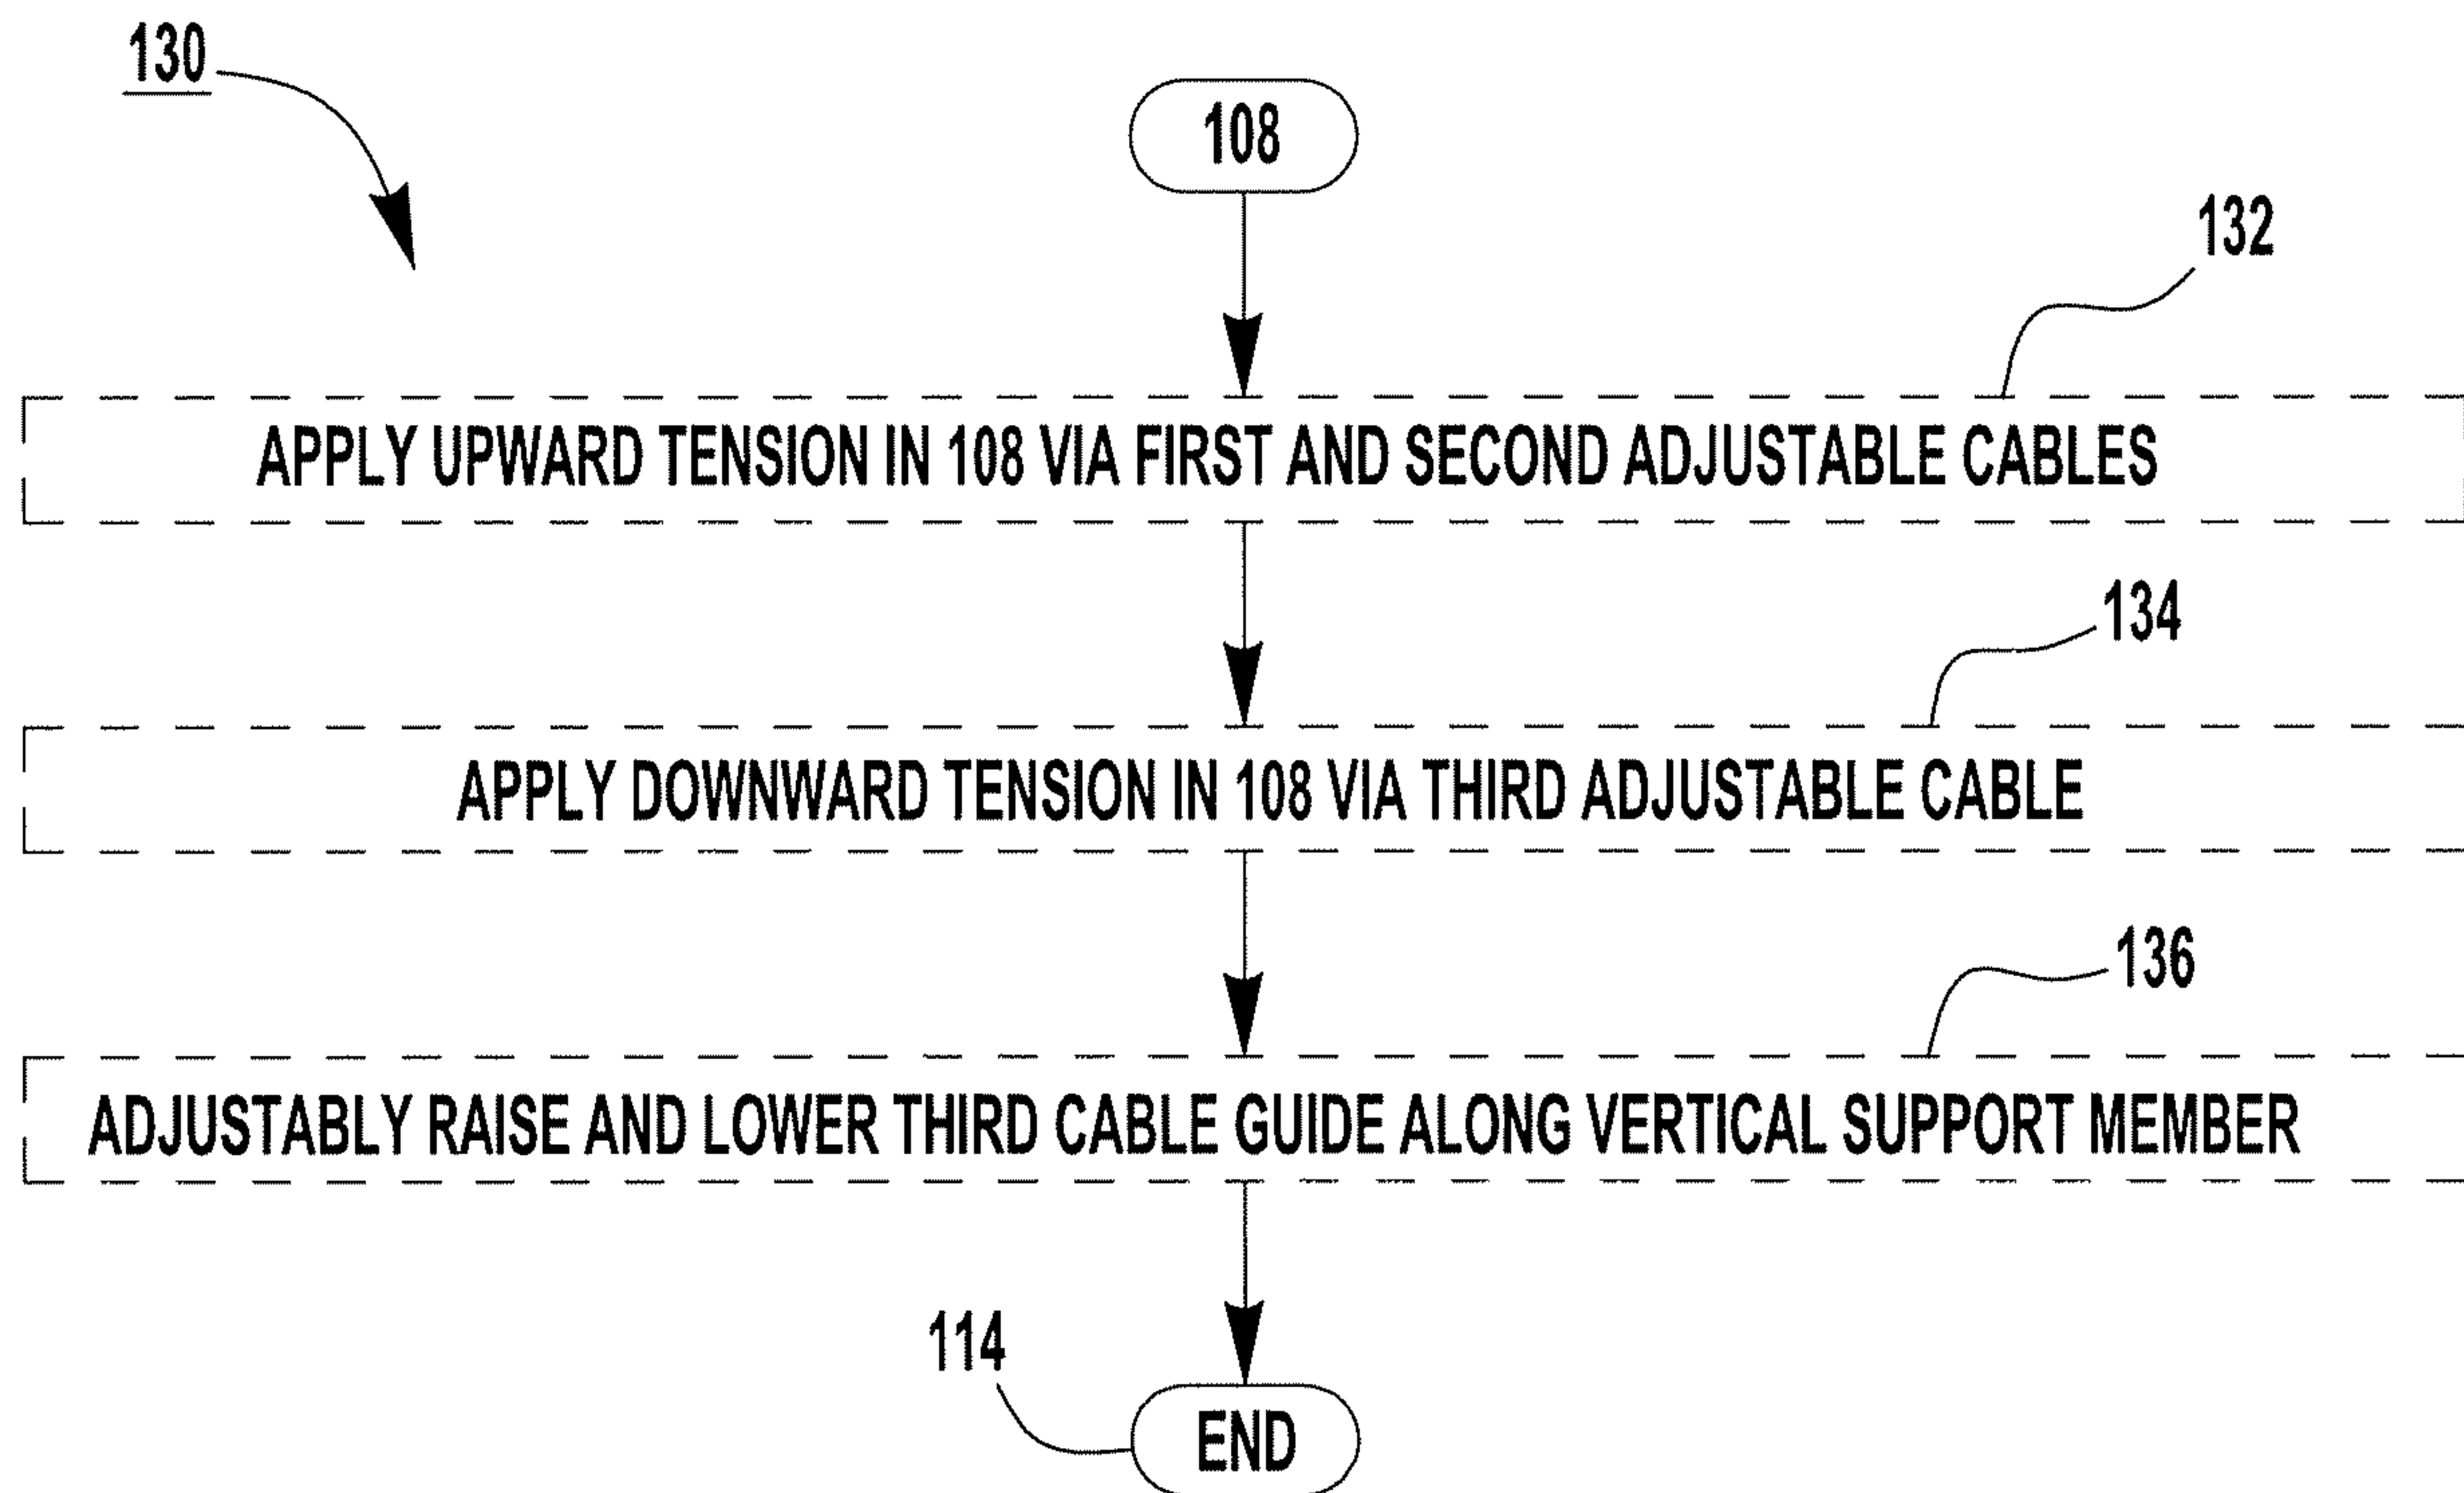 130
108
132
APPLY UPWARD TENSION IN 108 VIA FIRST AND SECOND ADJUSTABLE CABLES
134
APPLY DOWNWARD TENSION IN 108 VIA THIRD ADJUSTABLE CABLE
136
ADJUSTABLY RAISE AND LOWER THIRD CABLE GUIDE ALONG VERTICAL SUPPORT MEMBER
114
END